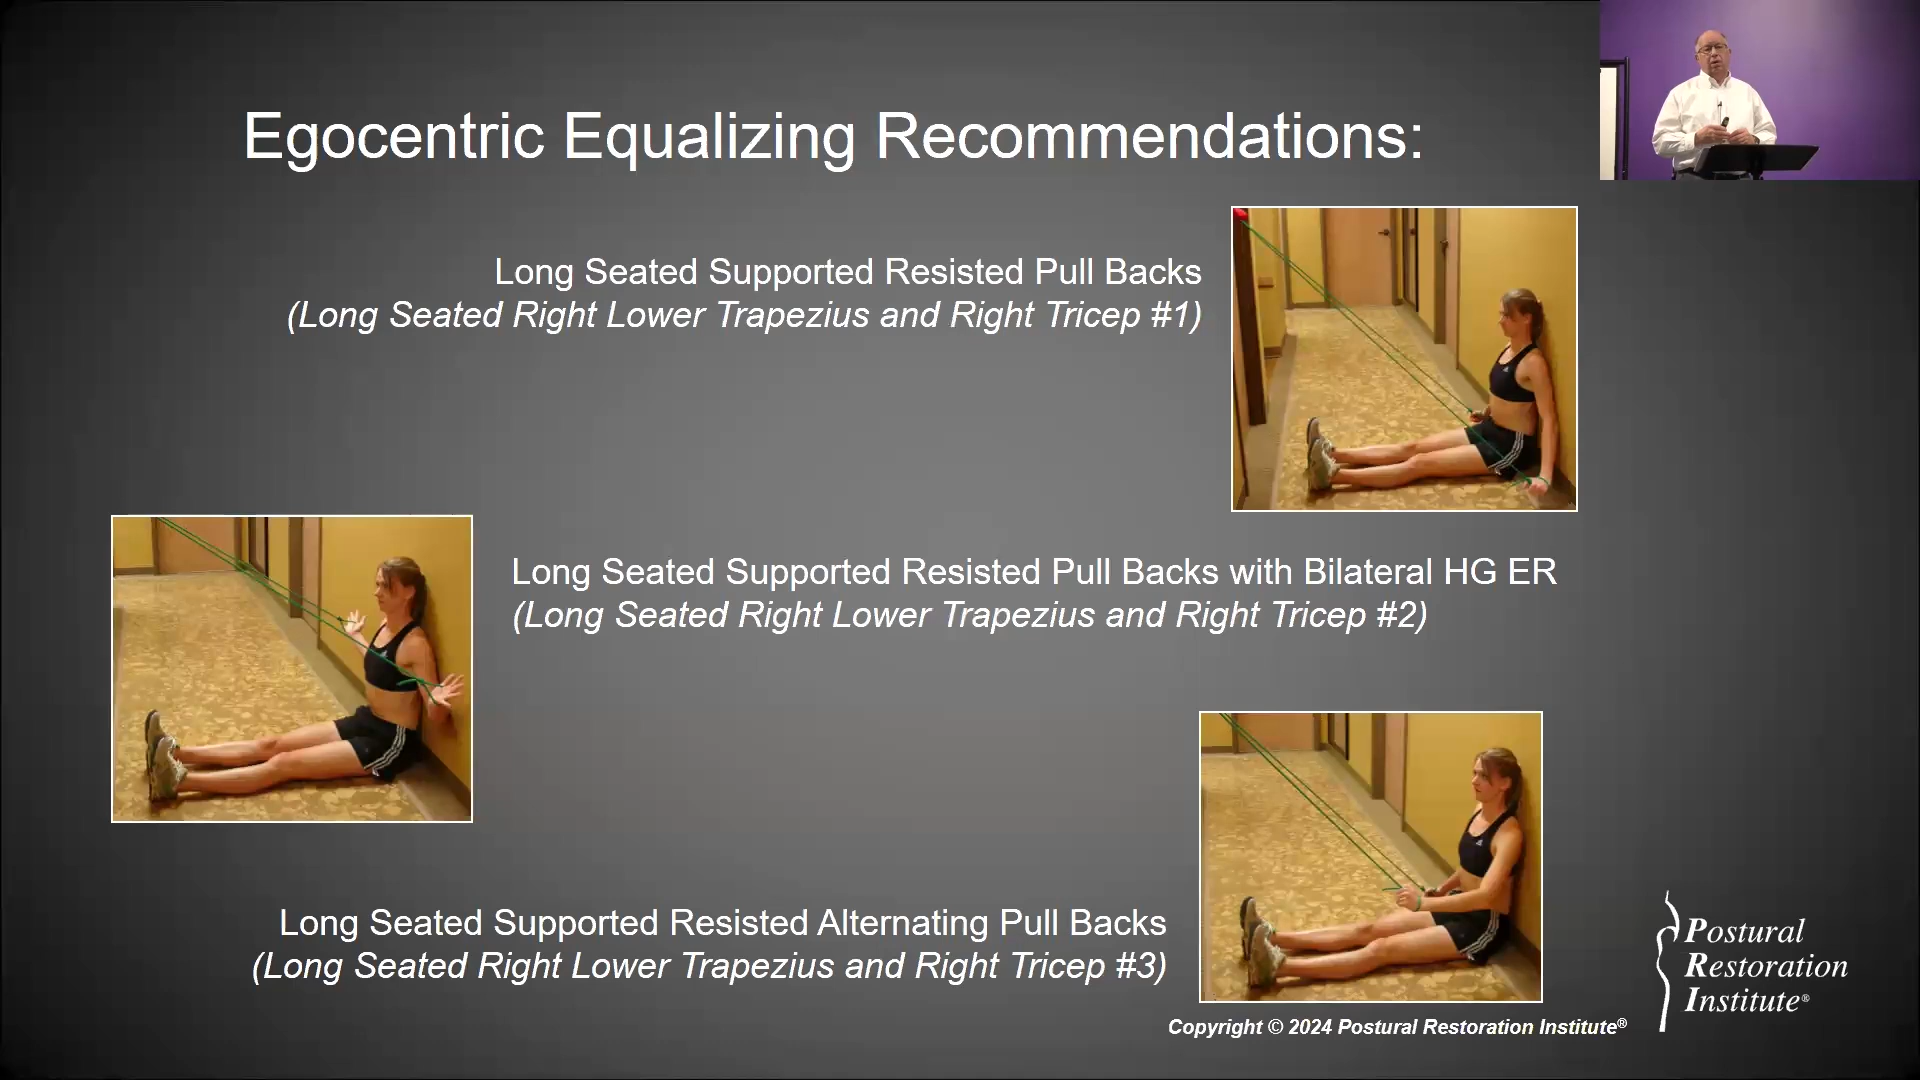 Egocentric Equalizing Recommendations:
Long Seated Supported Resisted Pull Backs
(Long Seated Right Lower Trapezius and Right Tricep #1)
Long Seated Supported Resisted Pull Backs with Bilateral HG ER
(Long Seated Right Lower Trapezius and Right Tricep #2)
Long Seated Supported Resisted Alternating Pull Backs
(Long Seated Right Lower Trapezius and Right Tricep #3)
Postural
Restoration
Institute®
Copyright © 2024 Postural Restoration Institute®